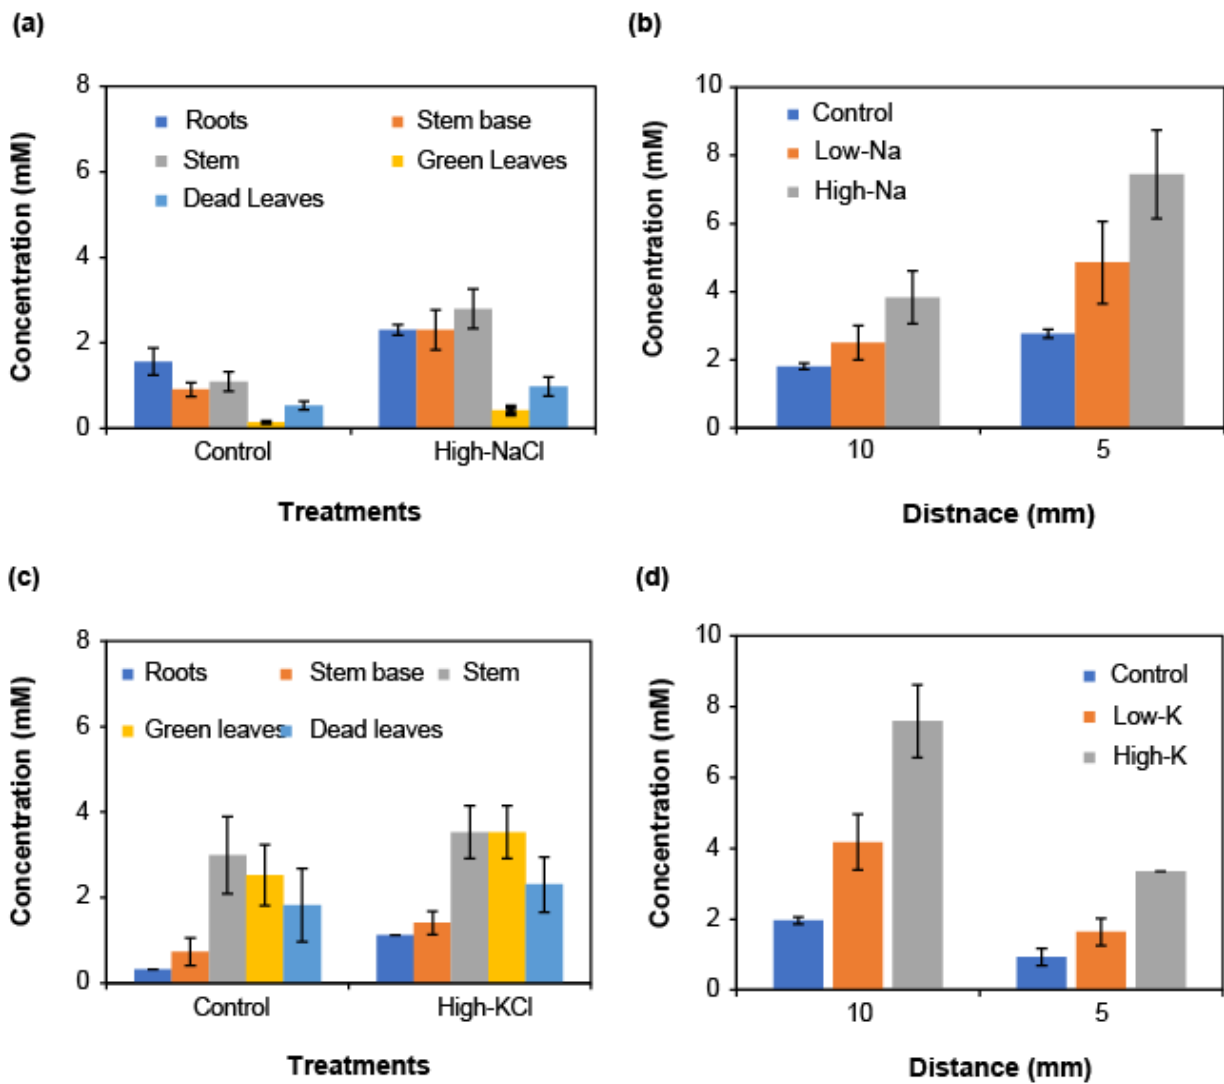 (a)
8
6
4
2
0
Concentration (mM)
Roots
Stem base
Stem
Green Leaves
Dead Leaves
Control
High-NaCl
Treatments
(b)
10
8
6
4
2
0
Concentration (mM)
Control
Low-Na
High-Na
10
5
Distnace (mm)
(c)
8
6
4
2
0
Concentration (mM)
Roots
Stem base
Stem
Green leaves
Dead leaves
Control
High-KCl
Treatments
(d)
10
8
6
4
2
0
Concentration (mM)
Control
Low-K
High-K
10
5
Distance (mm)